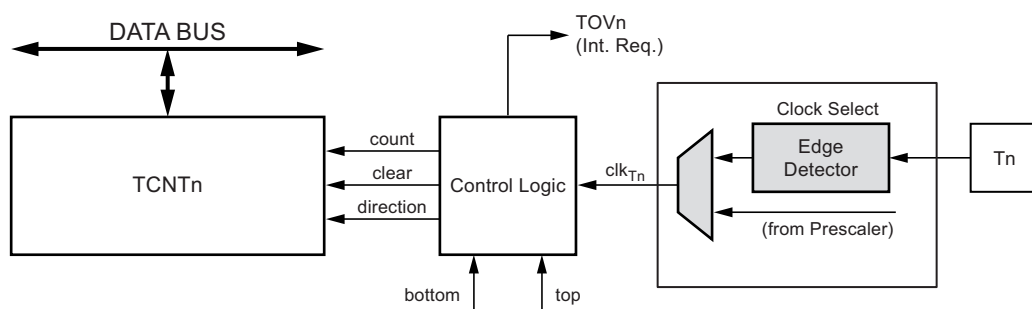 DATA BUS
TOVn
(Int. Req.)
TCNTn
count
clear
direction
Control Logic
clkTn
Clock Select
Edge
Detector
(from Prescaler)
Tn
bottom
top